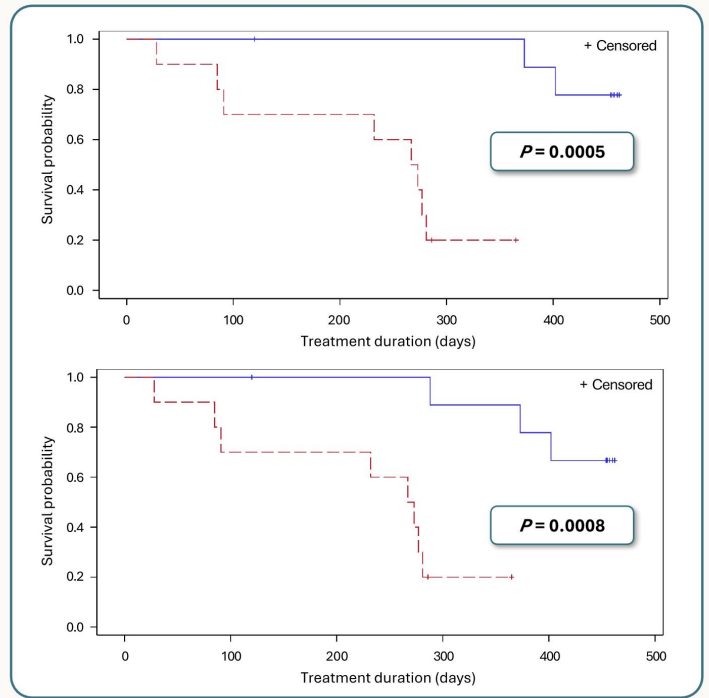 + Censored
1.0
0.8
0.6
0.4
0.2
0.0
Survival probability
P = 0.0005
0 100 200 300 400 500
Treatment duration (days)
+ Censored
1.0
0.8
0.6
0.4
0.2
0.0
Survival probability
P = 0.0008
0 100 200 300 400 500
Treatment duration (days)